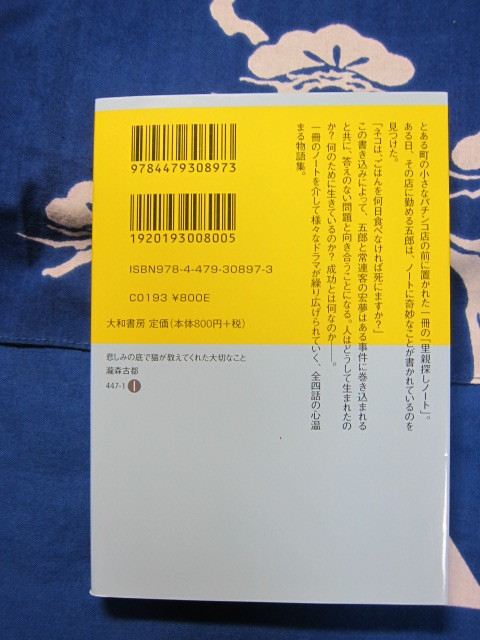 とある町の小さなパチンコ店の前に置かれた一冊の「里親探しノート」。
ある日、その店に勤める五郎は、ノートに奇妙なことが書かれているのを
見つけた。
「ネコは、ごはんを何日食べなければ死にますか?」
この書き込みによって、五郎と常連客の宏夢はある事件に巻き込まれる
と共に、答えのない問題と向き合うことになる。人はどうして生まれたの
か? 何のために生きているのか? 成功とは何なのか――。
一冊のノートを介して様々なドラマが繰り広げられていく、全四話の心温
まる物語集。
9784479308973
1920193008005
ISBN978-4-479-30897-3
C0193 ¥800E
大和書房 定価(本体800円+税)
悲しみの底で猫が教えてくれた大切なこと
瀧森古都
447-1 I